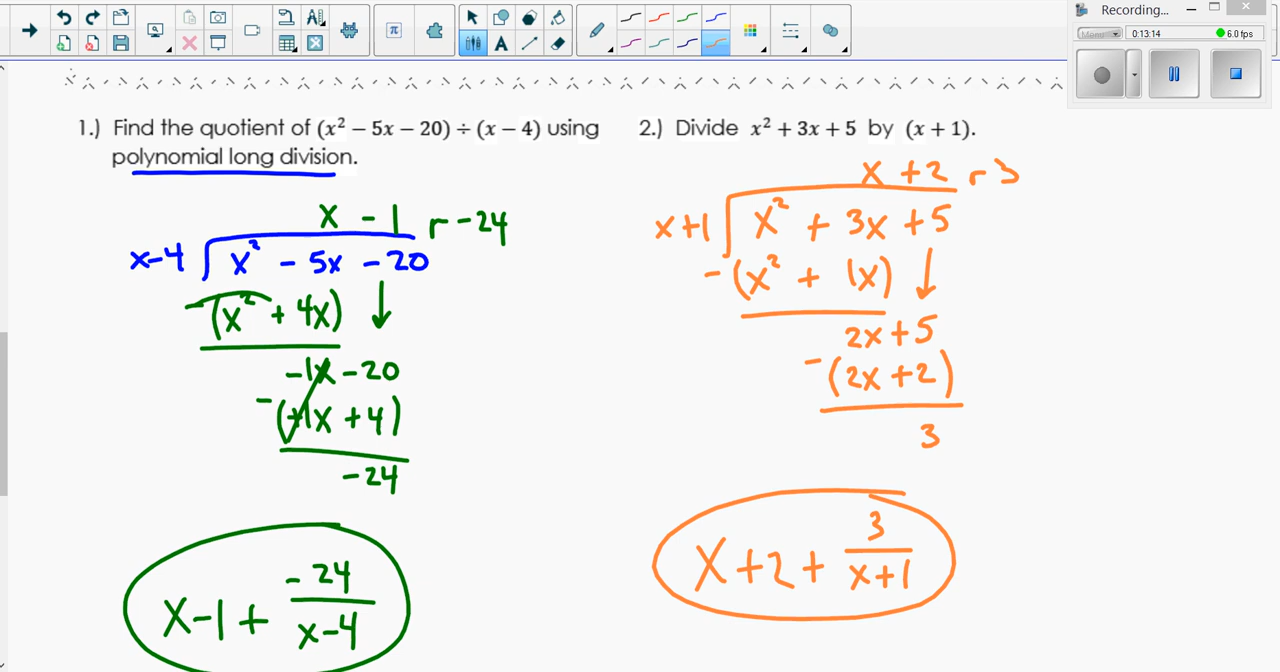 Recording...
Menu
0:13:14
6.0 fps
1.) Find the quotient of (x² − 5x − 20) ÷ (x − 4) using
polynomial long division.
x - 1 r -24
x-4 x² - 5x - 20
-(x² + 4x)
-1x - 20
-(+1x + 4)
-24
x-1 + -24/x-4
2.) Divide x² + 3x + 5 by (x + 1).
x + 2 r 3
x+1 x² + 3x + 5
-(x² + 1x)
2x + 5
-(2x + 2)
3
x+2+ 3/x+1